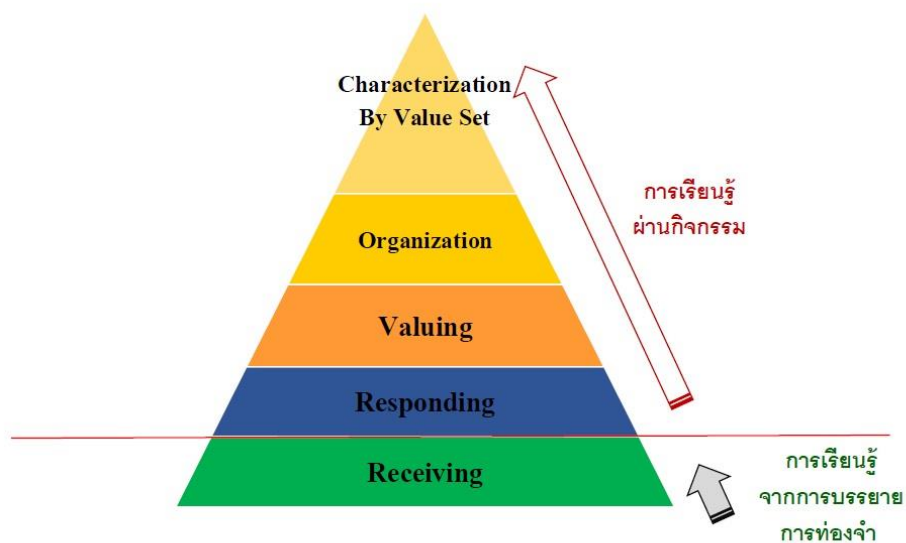 Characterization
By Value Set
การเรียนรู้
ผ่านกิจกรรม
Organization
Valuing
Responding
Receiving
การเรียนรู้
จากการบรรยาย
การท่องจำ